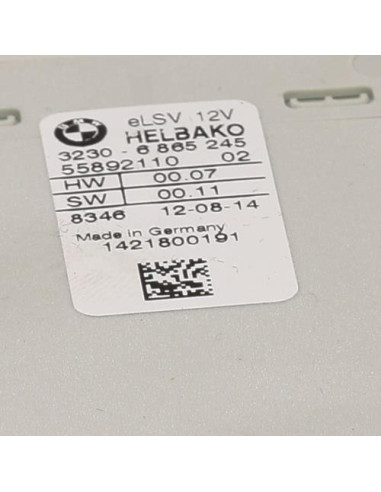 BMW
eLSV 12V
HELBAKO
3230 - 6 865 245
55892110 02
HW 00.07
SW 00.11
8346 12-08-14
Made in Germany
1421800191